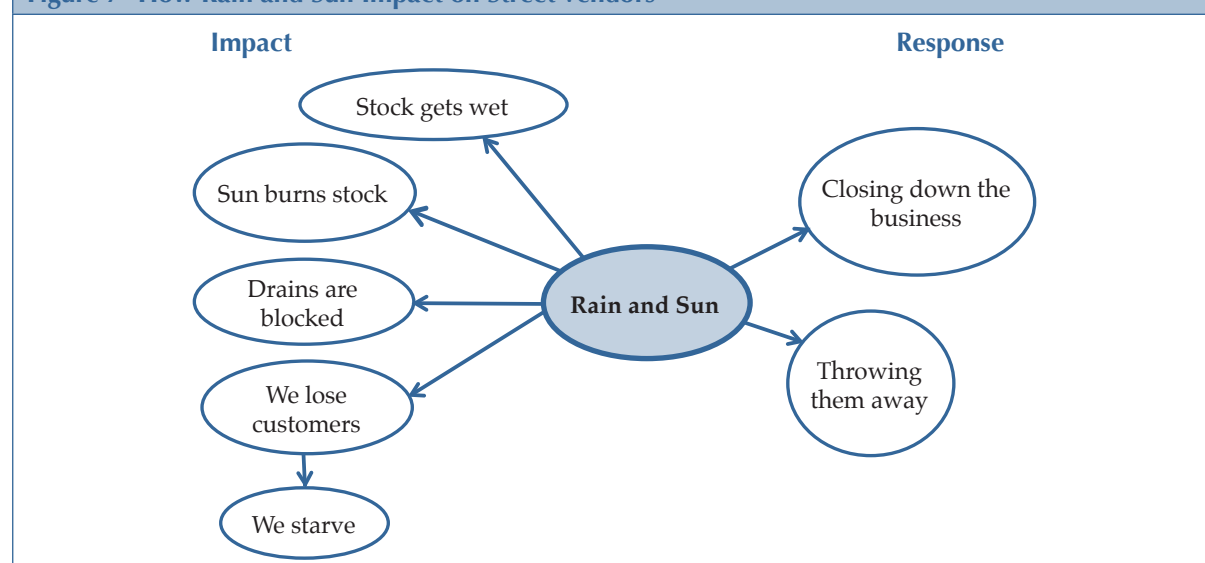 Impact
Response
Stock gets wet
Sun burns stock
Drains are
blocked
We lose
customers
We starve
Rain and Sun
Closing down the
business
Throwing
them away